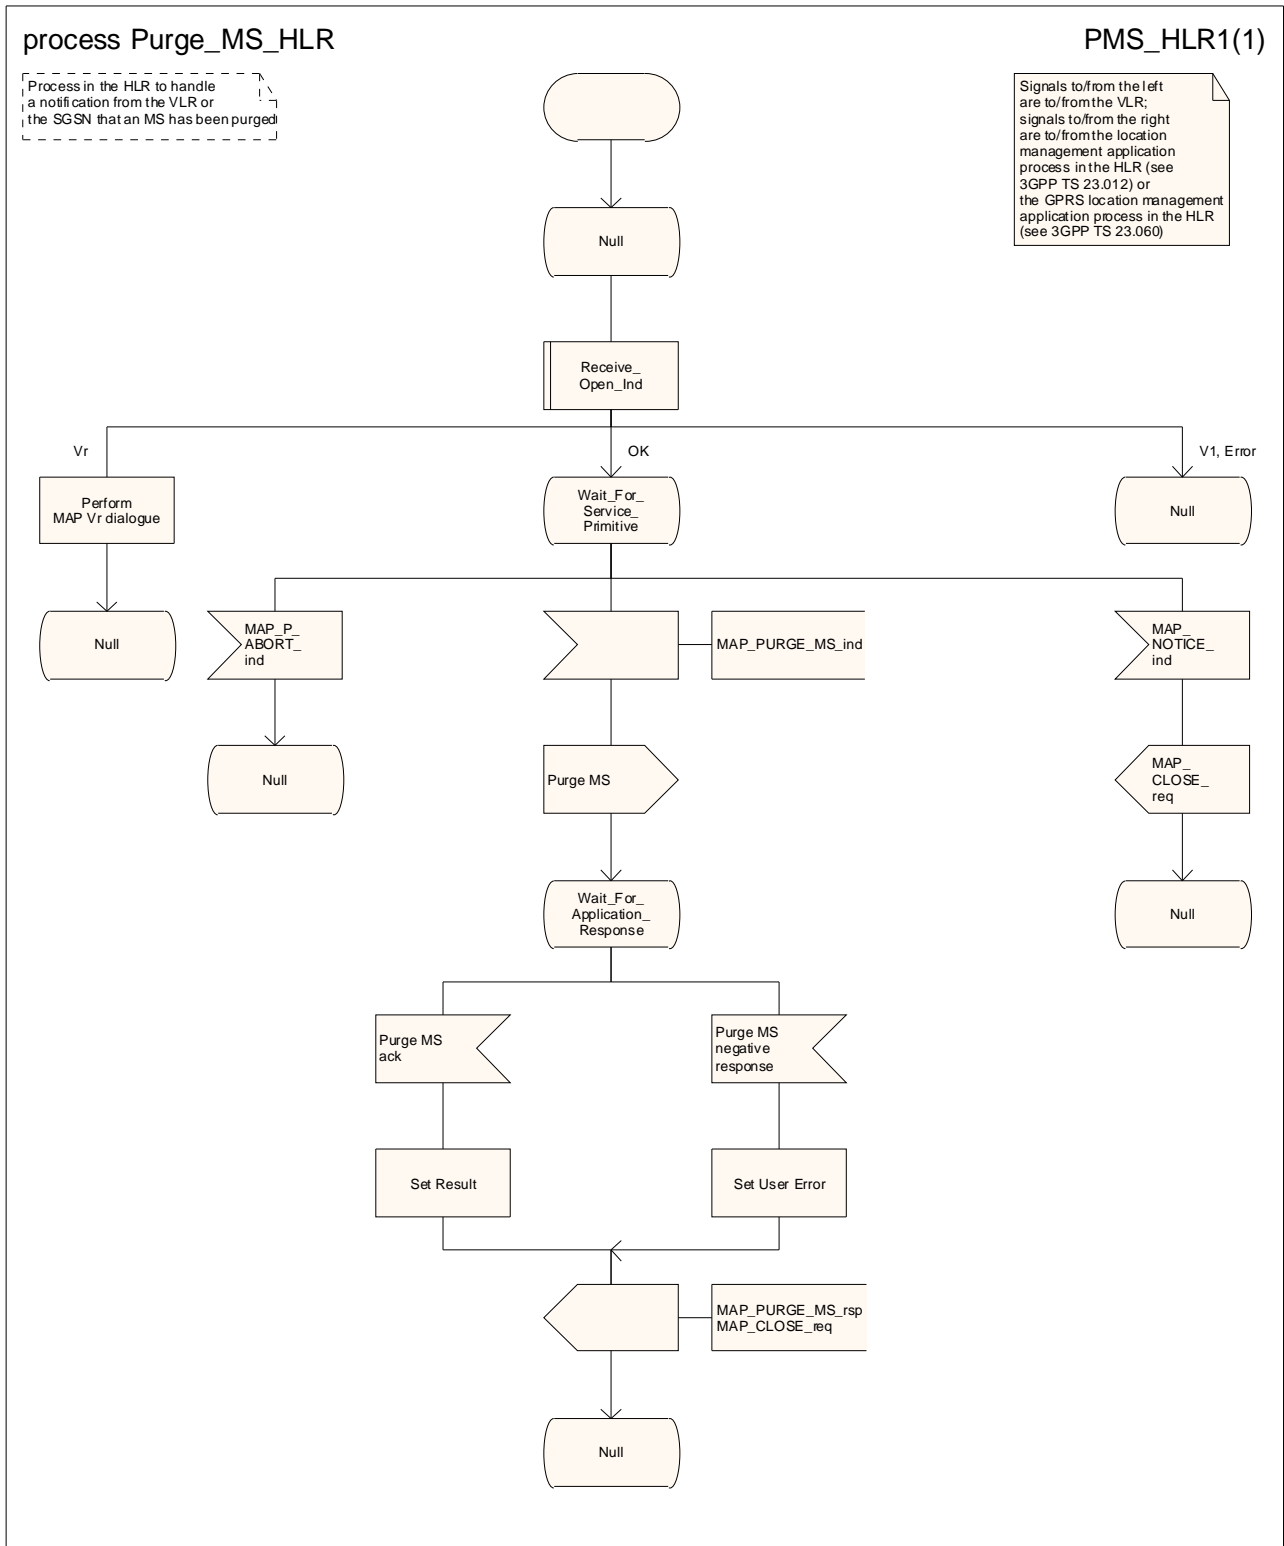 process Purge_MS_HLR
PMS_HLR1(1)
Process in the HLR to handle
a notification from the VLR or
the SGSN that an MS has been purged
Signals to/from the left
are to/from the VLR;
signals to/from the right
are to/from the location
management application
process in the HLR (see
3GPP TS 23.012) or
the GPRS location management
application process in the HLR
(see 3GPP TS 23.060)
Null
Receive_
Open_Ind
Vr
OK
V1, Error
Perform
MAP Vr dialogue
Wait_For_
Service_
Primitive
Null
Null
MAP_P_
ABORT_
ind
MAP_PURGE_MS_ind
MAP_
NOTICE_
ind
Null
Purge MS
MAP_
CLOSE_
req
Wait_For_
Application_
Response
Null
Purge MS
ack
Purge MS
negative
response
Set Result
Set User Error
MAP_PURGE_MS_rsp
MAP_CLOSE_req
Null